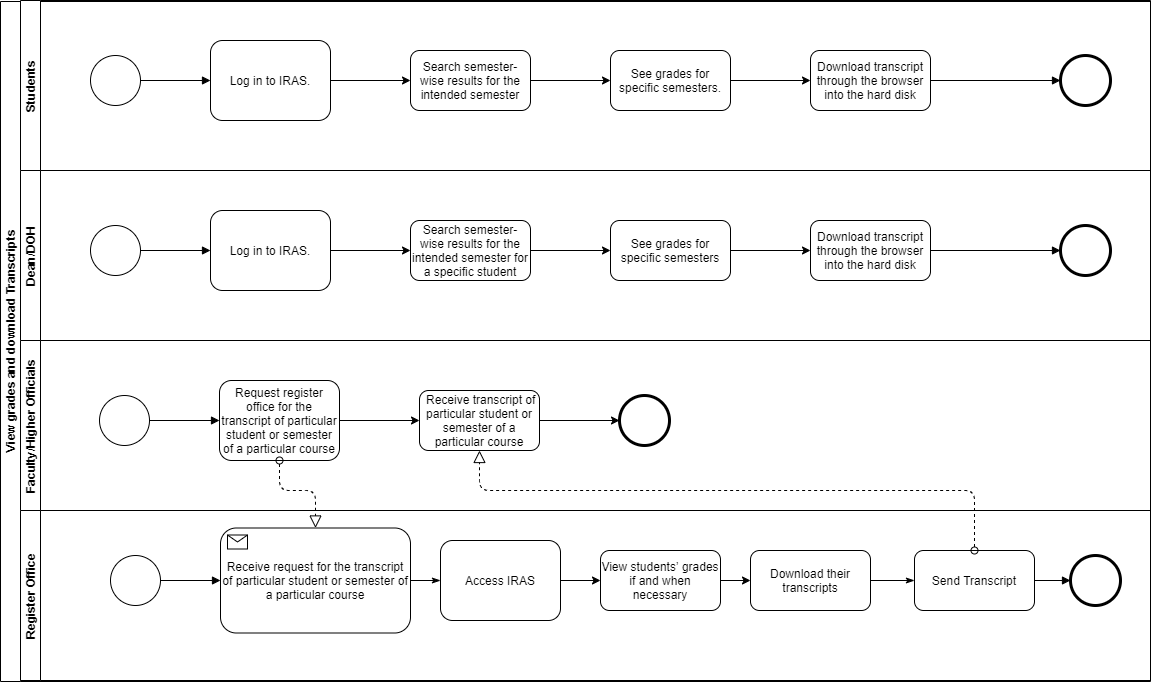 View grades and download Transcripts
Students
Log in to IRAS.
Search semester-
wise results for the
intended semester
See grades for
specific semesters.
Download transcript
through the browser
into the hard disk
Dean/DOH
Log in to IRAS.
Search semester-
wise results for the
intended semester for
a specific student
See grades for
specific semesters
Download transcript
through the browser
into the hard disk
Faculty/Higher Officials
Request register
office for the
transcript of particular
student or semester
of a particular course
Receive transcript of
particular student or
semester of a
particular course
Register Office
Receive request for the transcript
of particular student or semester of
a particular course
Access IRAS
View students' grades
if and when
necessary
Download their
transcripts
Send Transcript